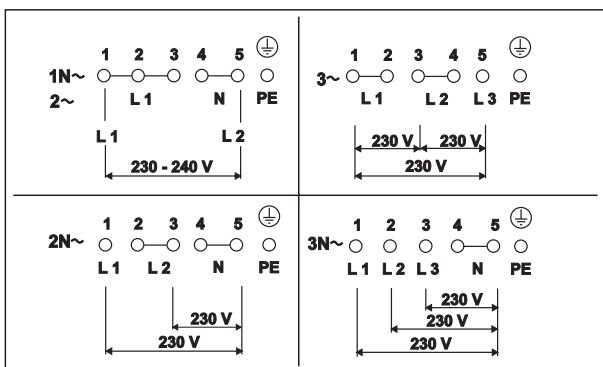 1 2 3 4 5
1N~
2~
L 1 N PE
L 1 L 2
230 - 240 V
1 2 3 4 5
3~
L 1 L 2 L 3 PE
230 V 230 V
230 V
1 2 3 4 5
2N~
L 1 L 2 N PE
230 V
230 V
1 2 3 4 5
3N~
L 1 L 2 L 3 N PE
230 V
230 V
230 V